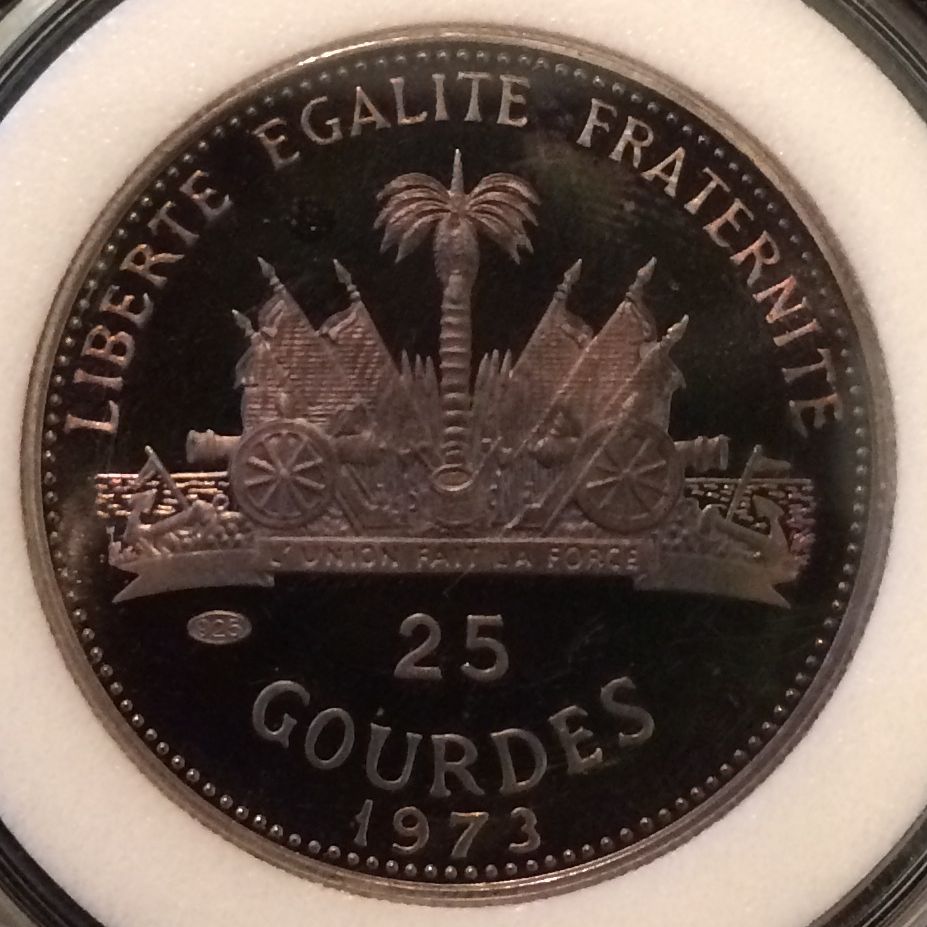 LIBERTE EGALITE FRATERNITE
L'UNION FAIT LA FORCE
925
25
GOURDES
1973